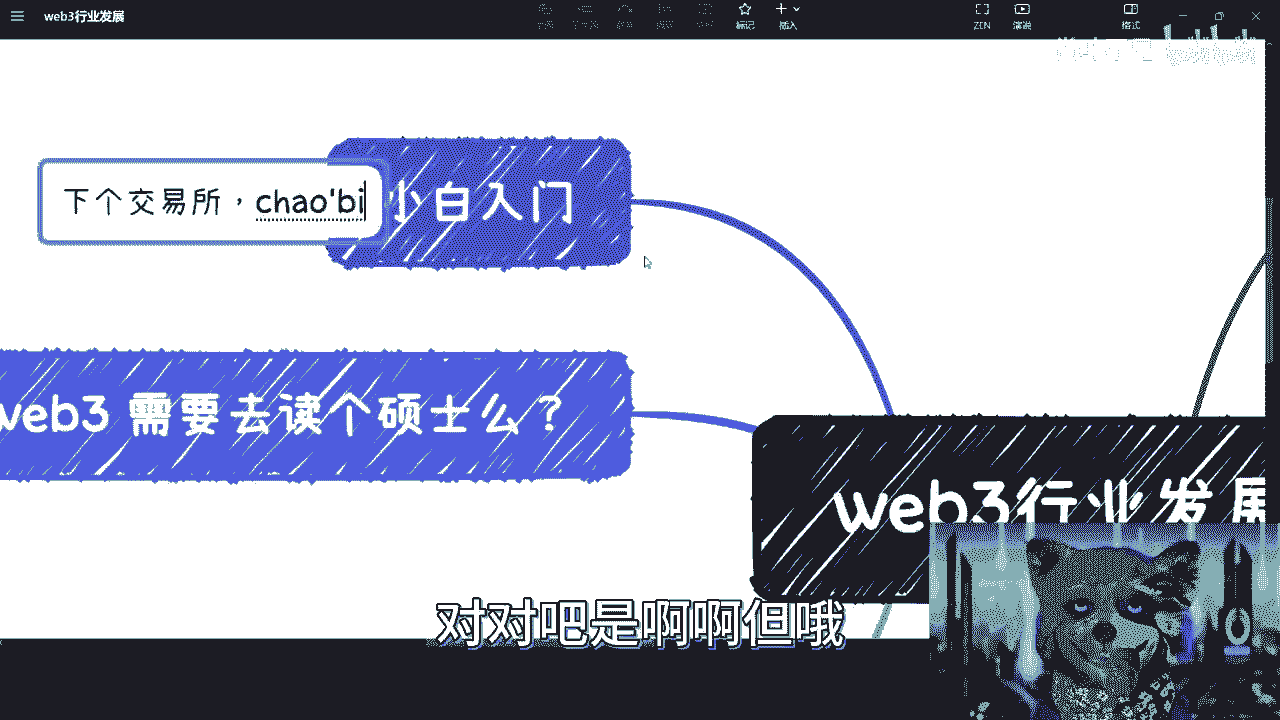 web3行业发展
标记
插入
ZEN
演说
格式
下个交易所，chao'bi
小白入门
web3 需要去读个硕士么？
web3行业发展
对对吧是啊啊但哦